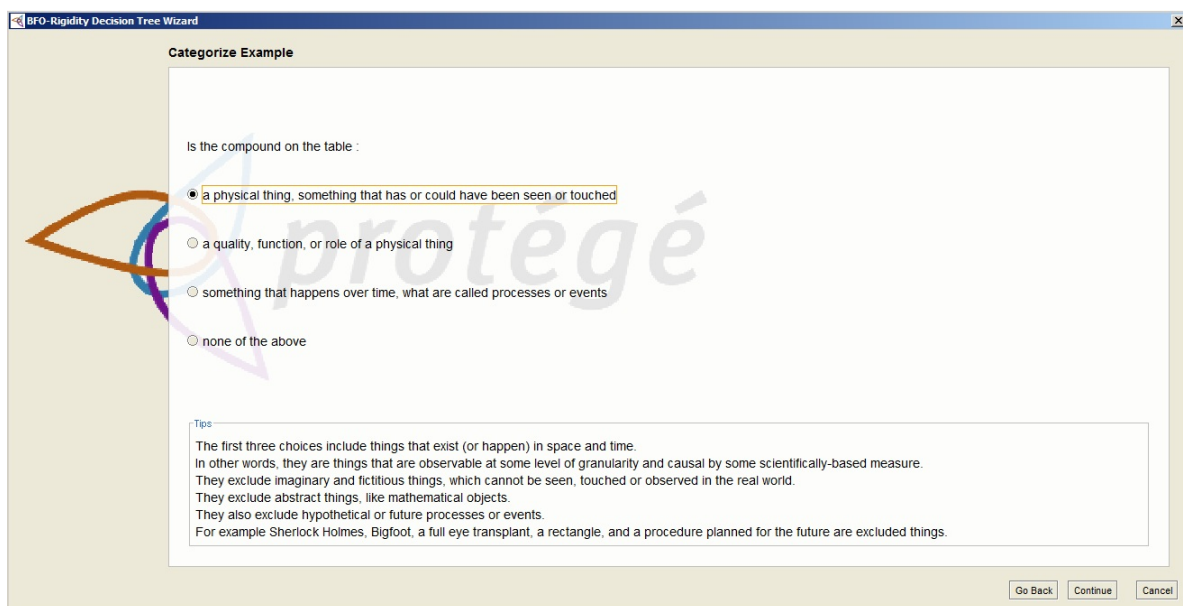 BFO-Rigidity Decision Tree Wizard
Categorize Example
Is the compound on the table :
a physical thing, something that has or could have been seen or touched
a quality, function, or role of a physical thing
protégé
something that happens over time, what are called processes or events
none of the above
Tips
The first three choices include things that exist (or happen) in space and time.
In other words, they are things that are observable at some level of granularity and causal by some scientifically-based measure.
They exclude imaginary and fictitious things, which cannot be seen, touched or observed in the real world.
They exclude abstract things, like mathematical objects.
They also exclude hypothetical or future processes or events.
For example Sherlock Holmes, Bigfoot, a full eye transplant, a rectangle, and a procedure planned for the future are excluded things.
Go Back Continue Cancel